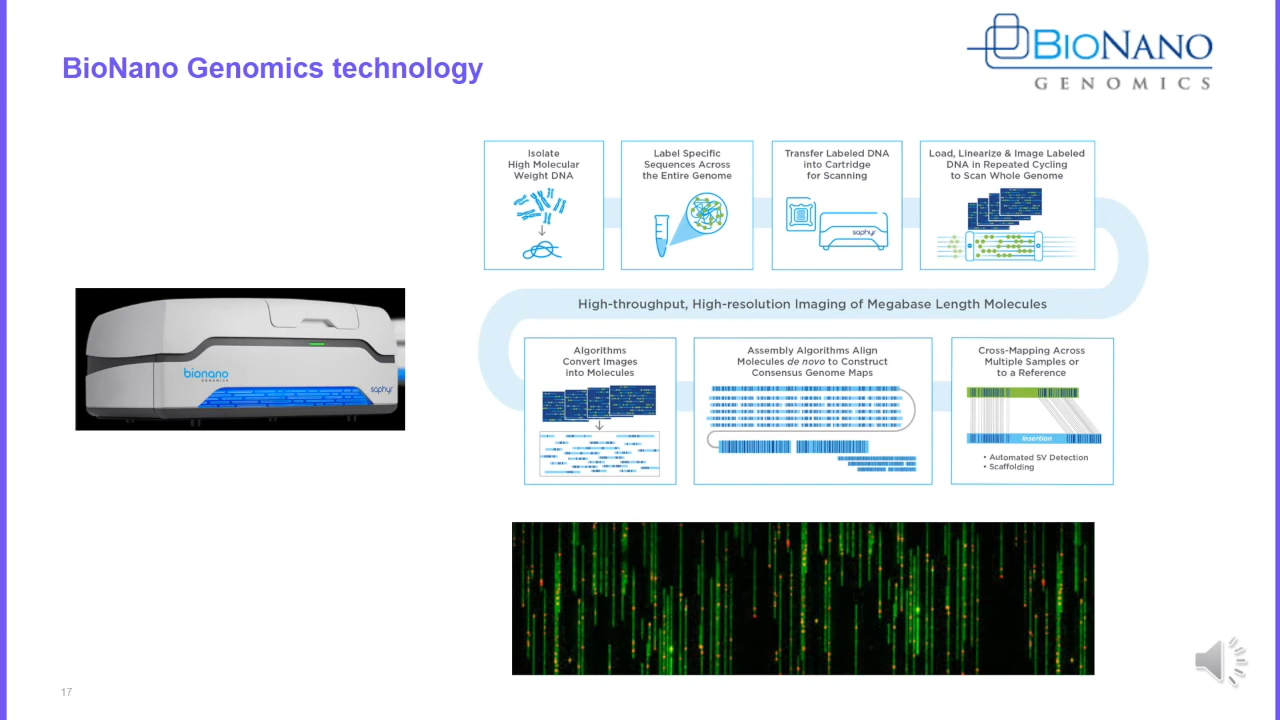 BioNano Genomics technology
BIONANO
GENOMICS
Isolate
High Molecular
Weight DNA
Label Specific
Sequences Across
the Entire Genome
Transfer Labeled DNA
into Cartridge
for Scanning
saphyr
Load, Linearize & Image Labeled
DNA in Repeated Cycling
to Scan Whole Genome
High-throughput, High-resolution Imaging of Megabase Length Molecules
bionano
GENOMICS
saphyr
Algorithms
Convert Images
into Molecules
Assembly Algorithms Align
Molecules de novo to Construct
Consensus Genome Maps
Cross-Mapping Across
Multiple Samples or
to a Reference
Insertion
• Automated SV Detection
• Scaffolding
17